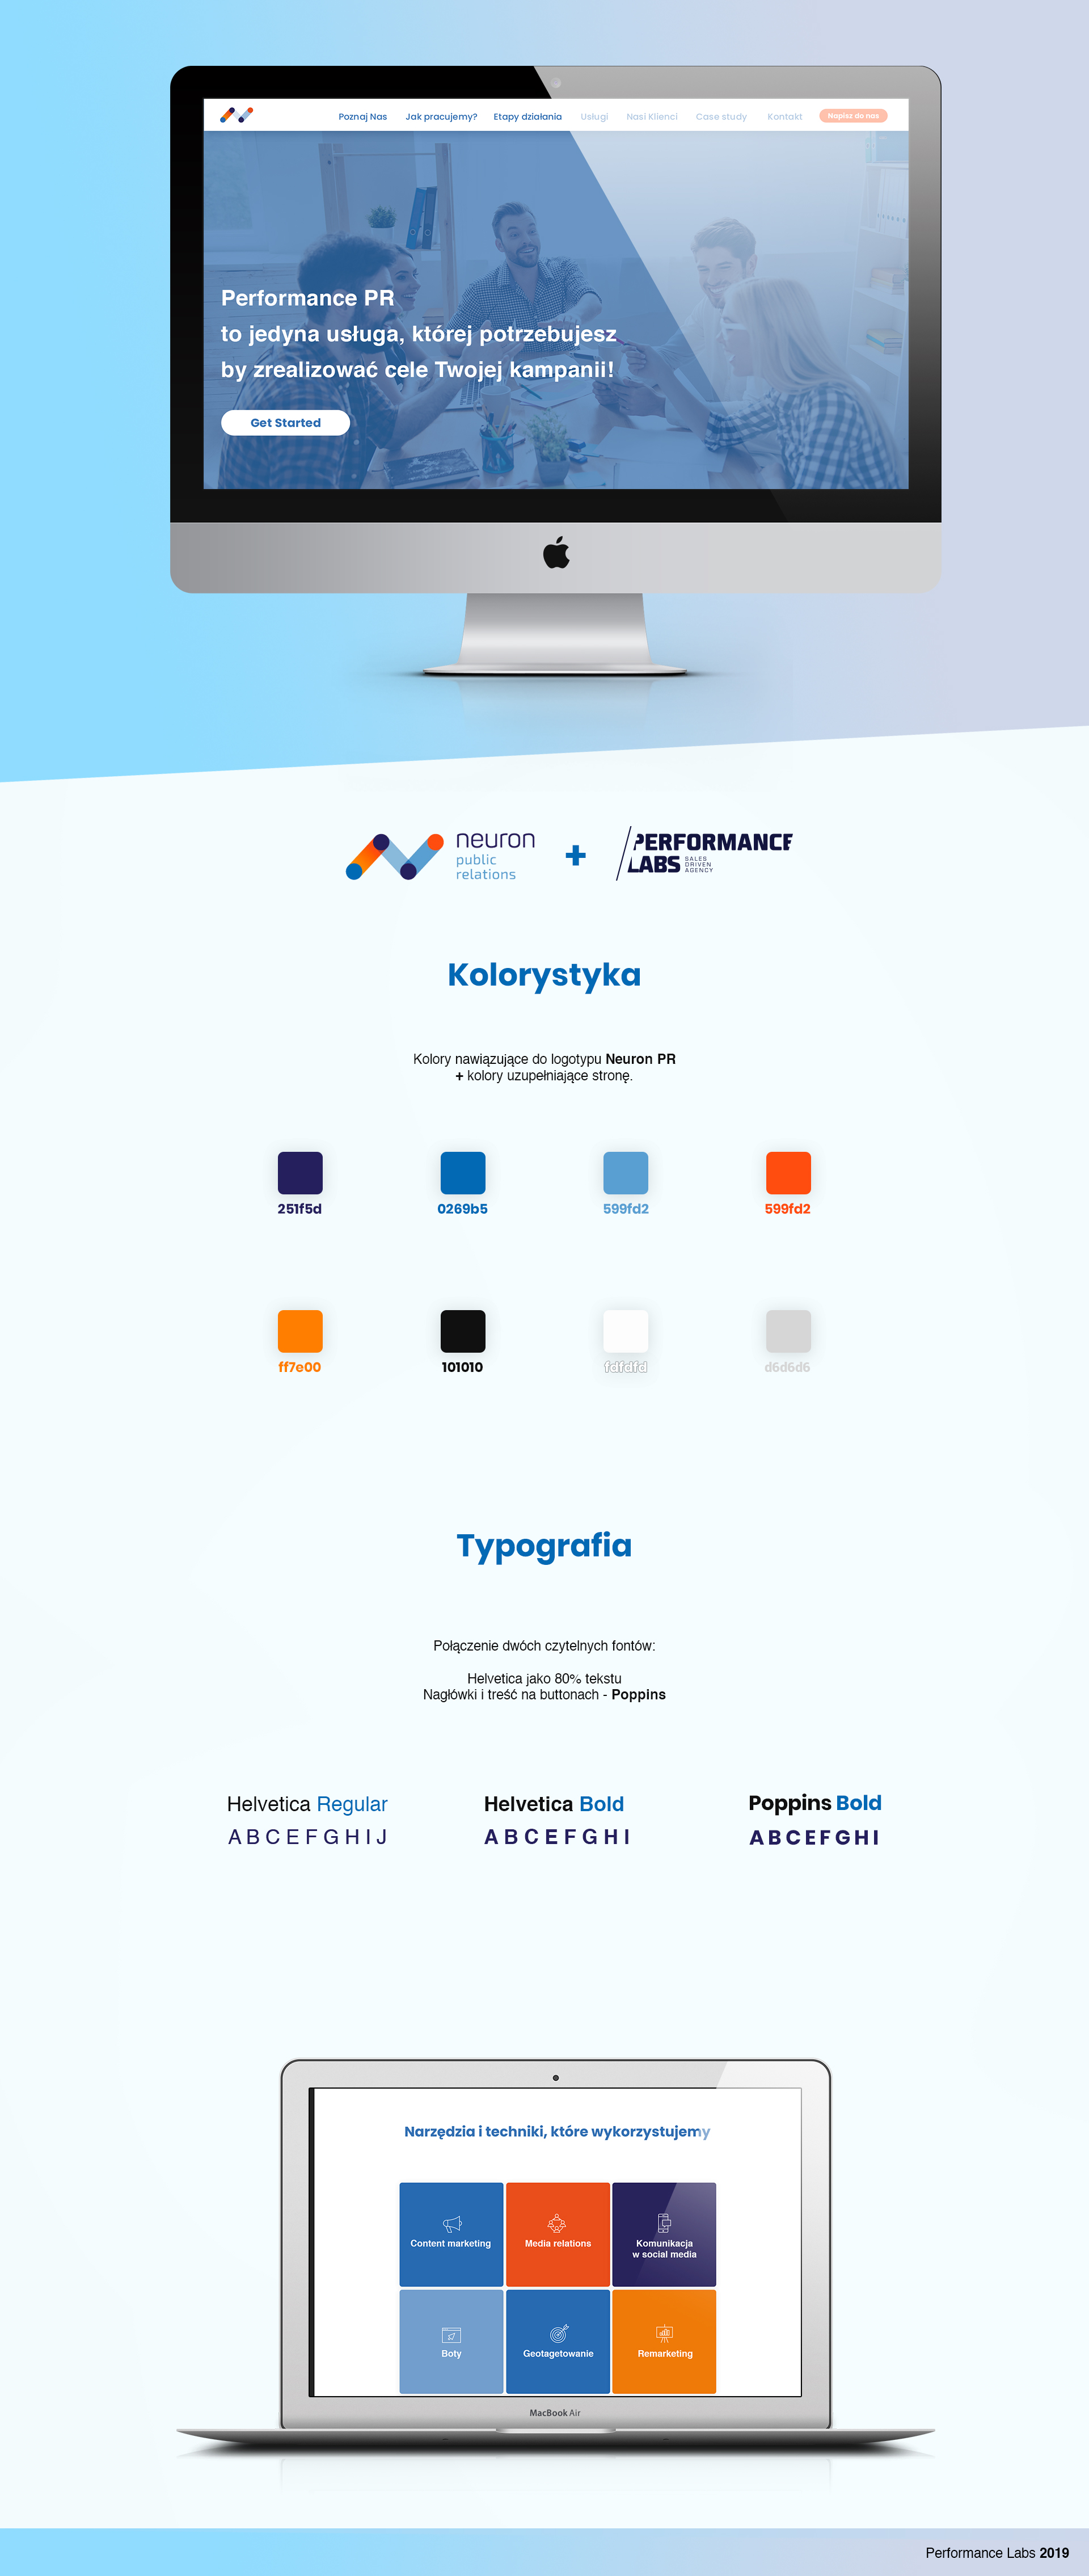 Poznaj Nas Jak pracujemy? Etapy działania Usługi Nasi Klienci Case study Kontakt Napisz do nas
Performance PR
to jedyna usługa, której potrzebujesz
by zrealizować cele Twojej kampanii!
Get Started
neuron
public
relations
+
PERFORMANCE
LABS
SALES
DRIVEN
AGENCY
Kolorystyka
Kolory nawiązujące do logotypu Neuron PR
+ kolory uzupełniające stronę.
251f5d 0269b5 599fd2 599fd2
ff7e00 101010 fdfdfd d6d6d6
Typografia
Połączenie dwóch czytelnych fontów:
Helvetica jako 80% tekstu
Nagłówki i treść na buttonach - Poppins
Helvetica Regular Helvetica Bold Poppins Bold
A B C E F G H I J A B C E F G H I A B C E F G H I
Narzędzia i techniki, które wykorzystujemy
Content marketing Media relations Komunikacja
w social media
Boty Geotagetowanie Remarketing
MacBook Air
Performance Labs 2019